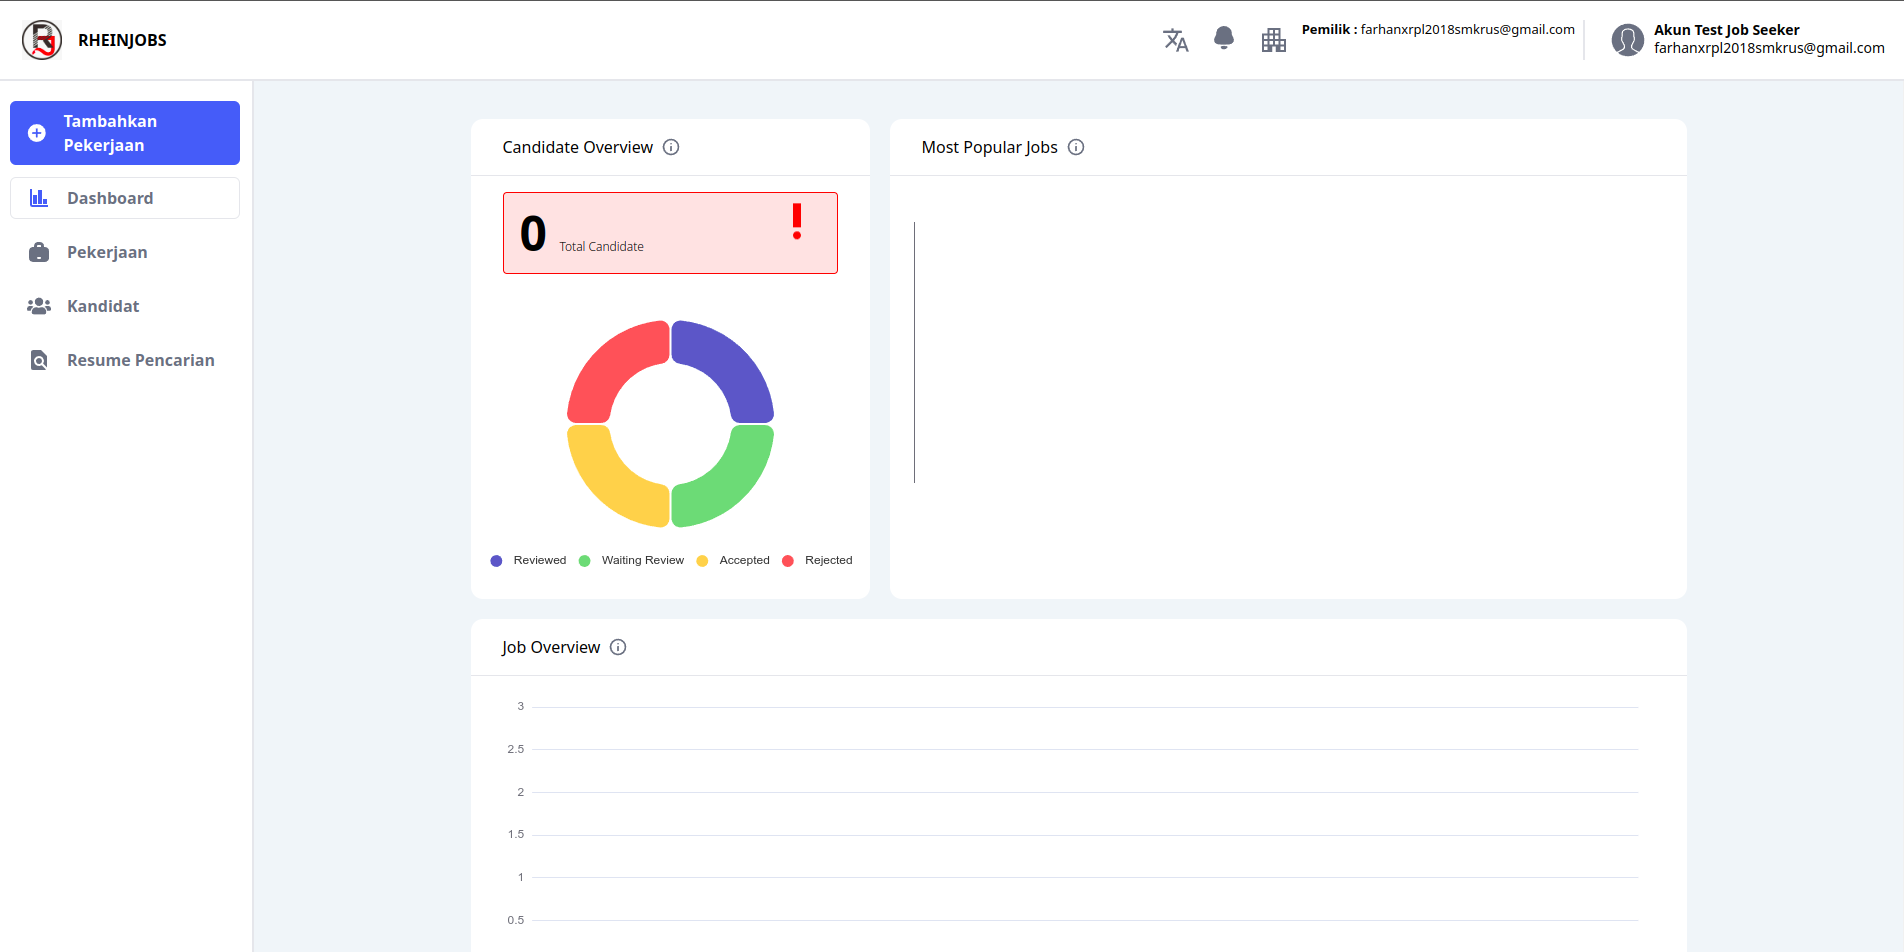 RHEINJOBS
Pemilik : farhanxrpl2018smkrus@gmail.com
Akun Test Job Seeker
farhanxrpl2018smkrus@gmail.com
Tambahkan
Pekerjaan
Dashboard
Pekerjaan
Kandidat
Resume Pencarian
Candidate Overview
0 Total Candidate
Reviewed Waiting Review Accepted Rejected
Most Popular Jobs
Job Overview
3
2.5
2
1.5
1
0.5